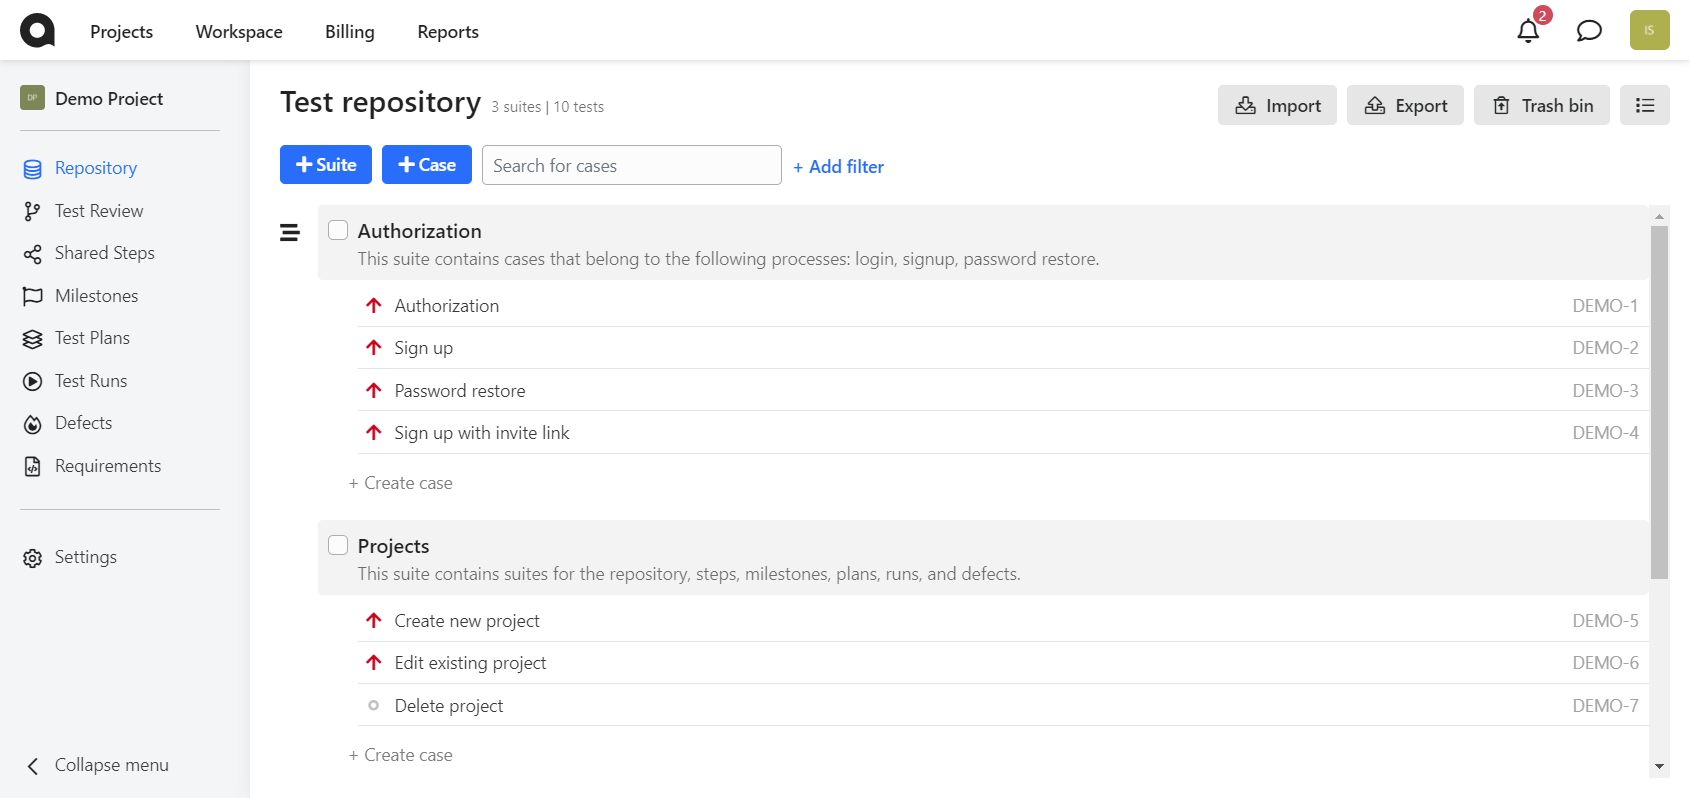 Projects Workspace Billing Reports 2 IS
DP Demo Project
Repository
Test Review
Shared Steps
Milestones
Test Plans
Test Runs
Defects
Requirements
Settings
Collapse menu
Test repository 3 suites | 10 tests
Import Export Trash bin
+ Suite + Case Search for cases + Add filter
Authorization
This suite contains cases that belong to the following processes: login, signup, password restore.
Authorization DEMO-1
Sign up DEMO-2
Password restore DEMO-3
Sign up with invite link DEMO-4
+ Create case
Projects
This suite contains suites for the repository, steps, milestones, plans, runs, and defects.
Create new project DEMO-5
Edit existing project DEMO-6
Delete project DEMO-7
+ Create case